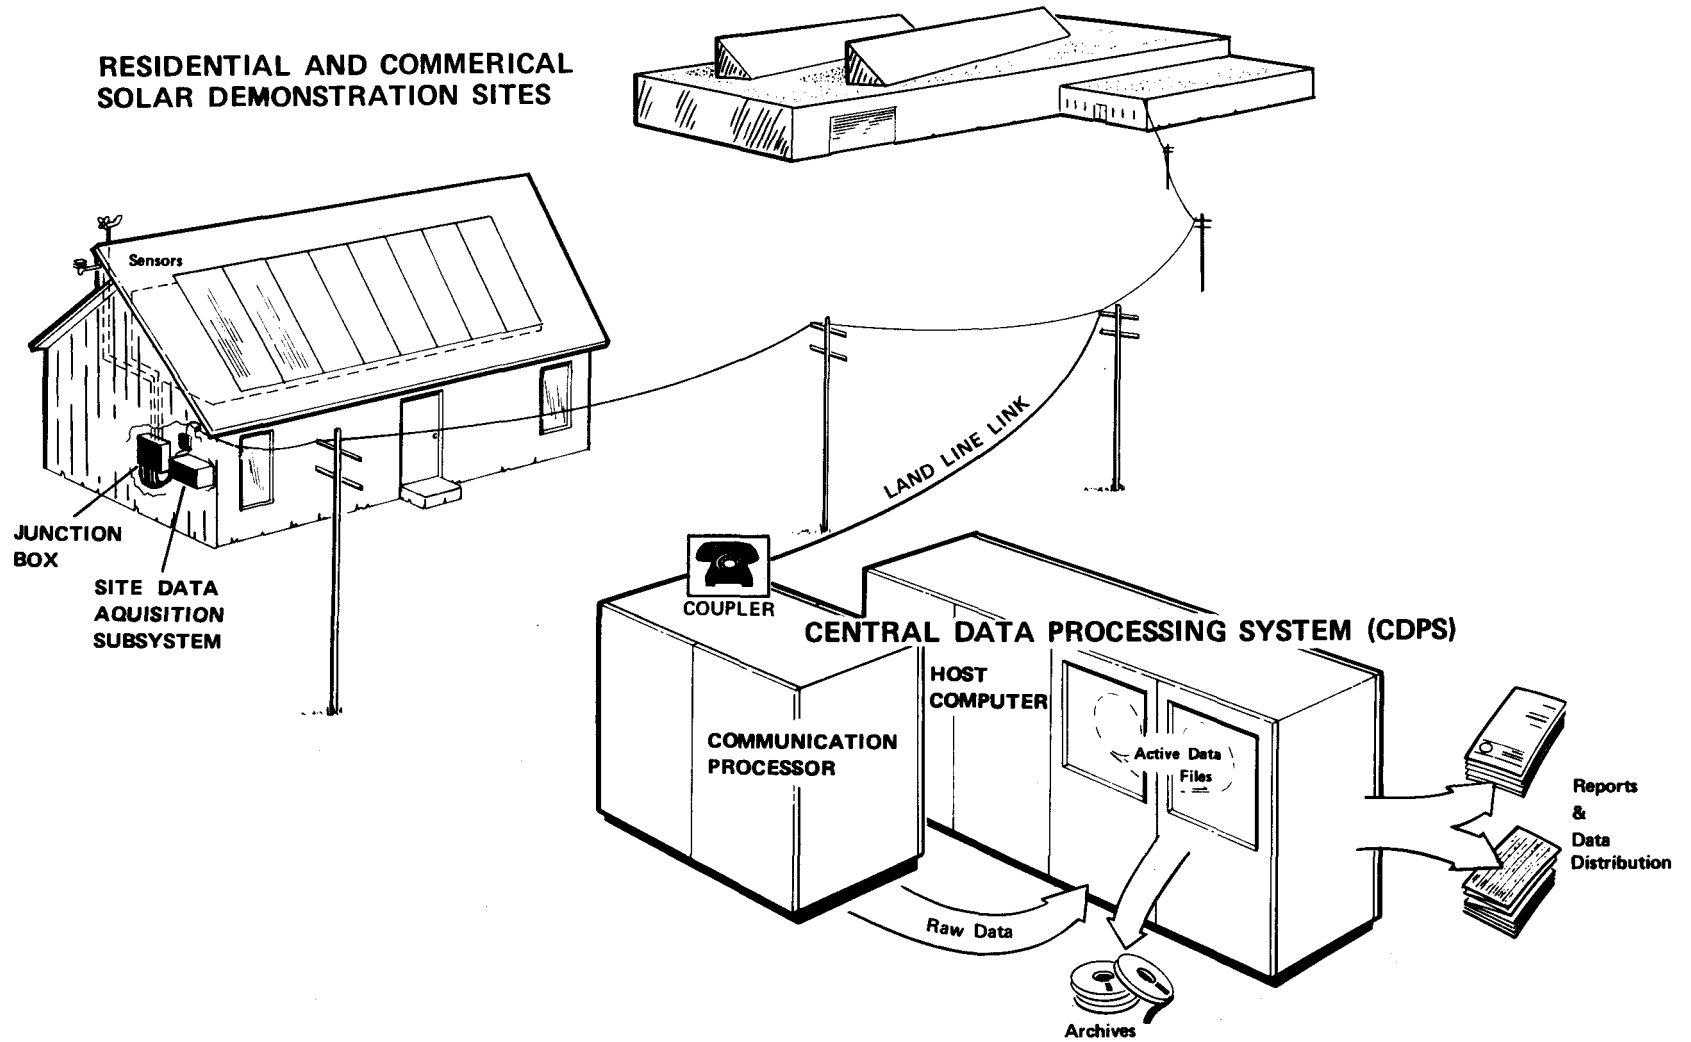 RESIDENTIAL AND COMMERICAL
SOLAR DEMONSTRATION SITES
Sensors
JUNCTION
BOX
SITE DATA
AQUISITION
SUBSYSTEM
LAND LINE LINK
COUPLER
CENTRAL DATA PROCESSING SYSTEM (CDPS)
HOST
COMPUTER
COMMUNICATION
PROCESSOR
Active Data
Files
Raw Data
Archives
Reports
&
Data
Distribution